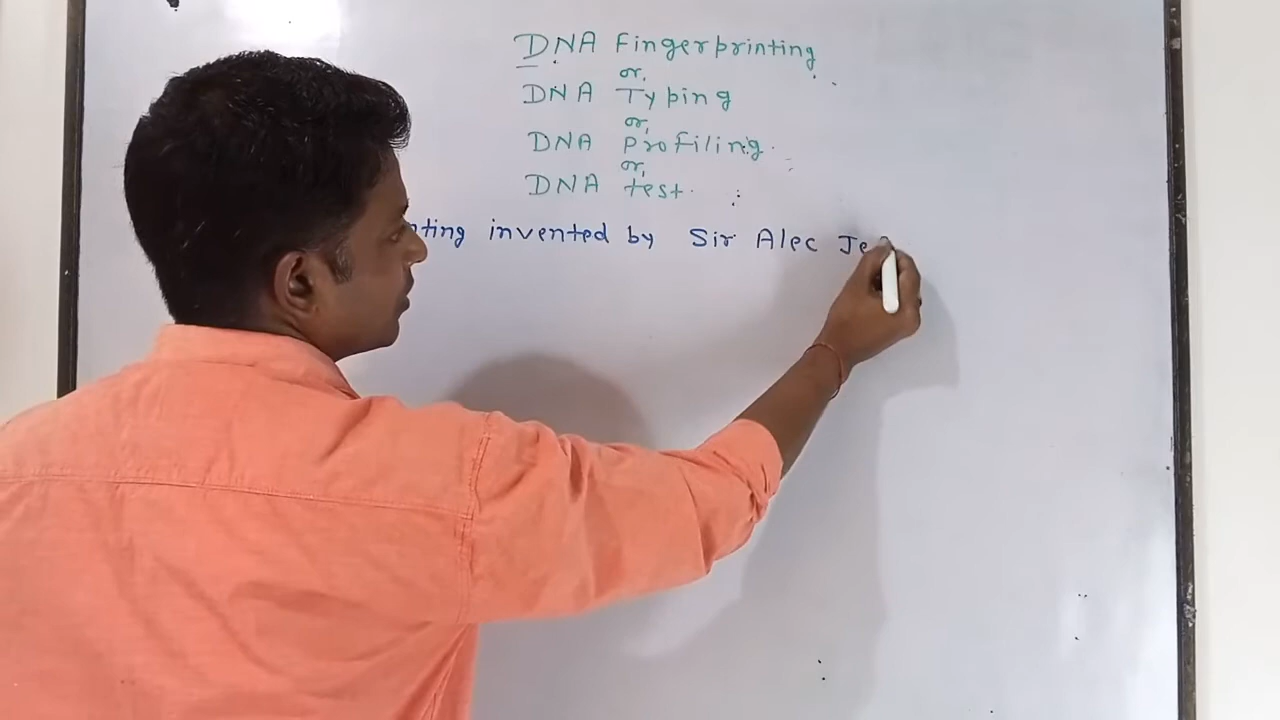 DNA Fingerprinting
or,
DNA Typing
or,
DNA Profiling.
or,
DNA test.
nting invented by Sir Alec Je